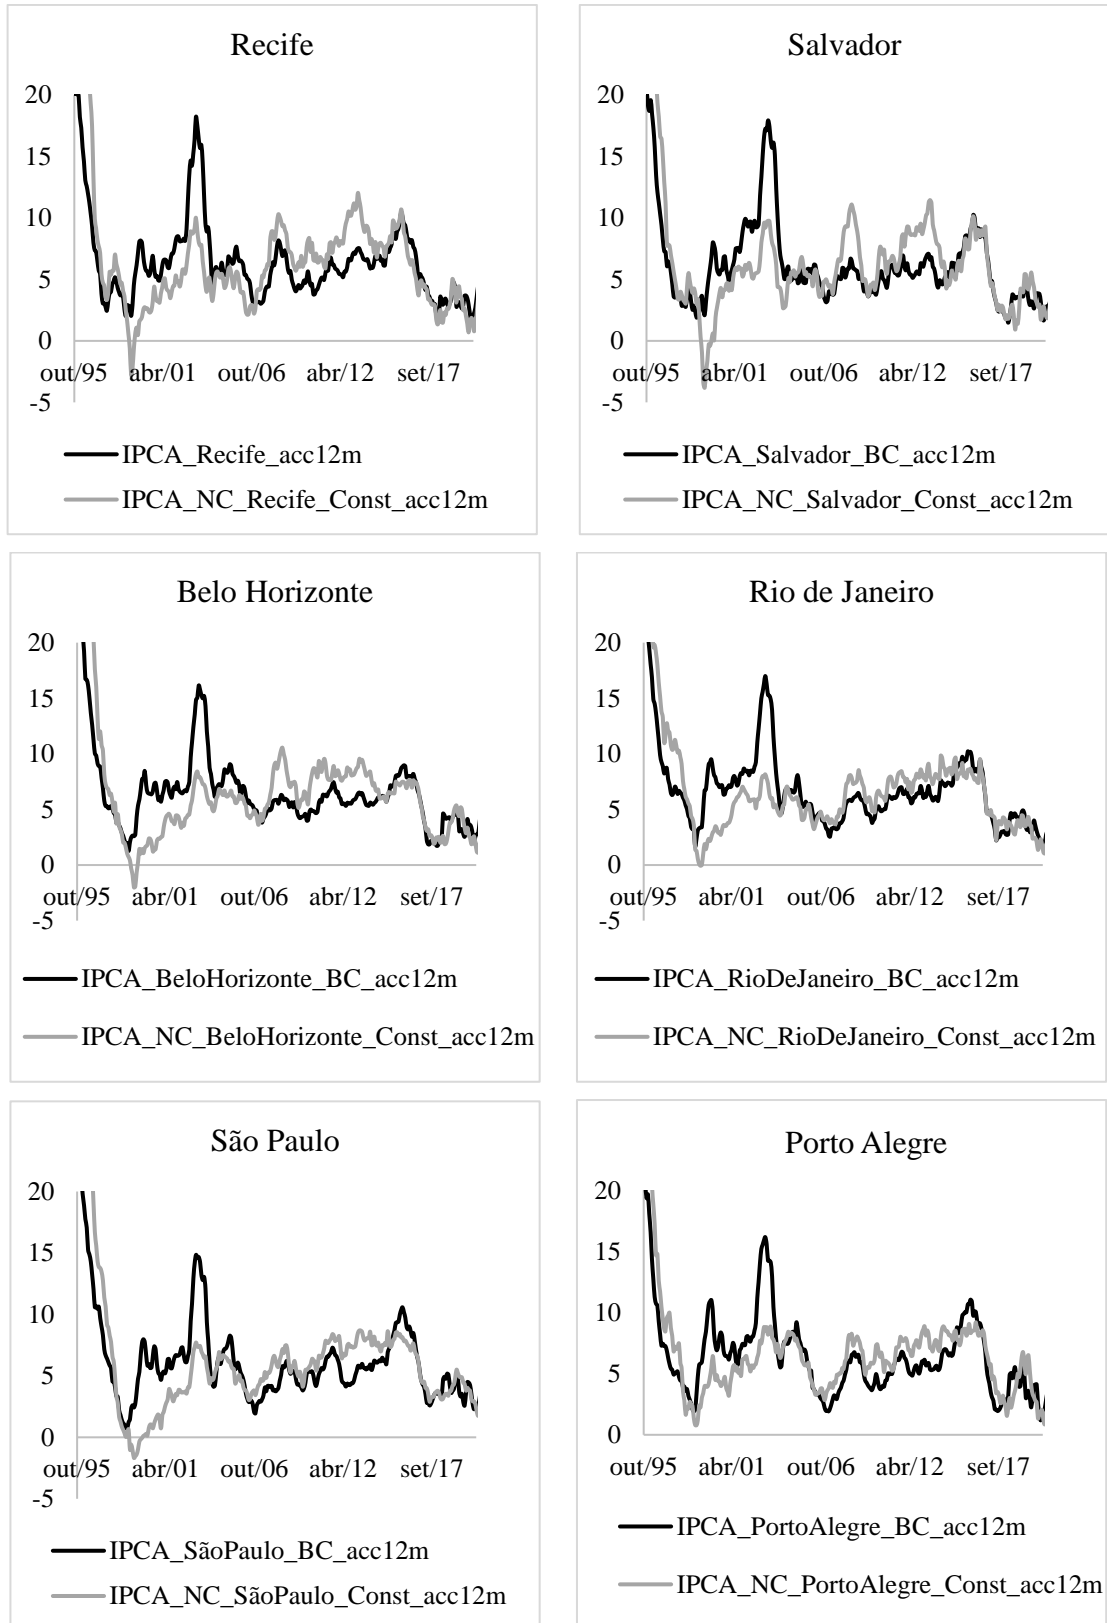 Recife
20
15
10
5
0
out/95 abr/01 out/06 abr/12 set/17
-5
IPCA_Recife_acc12m
IPCA_NC_Recife_Const_acc12m
Salvador
20
15
10
5
0
out/95 abr/01 out/06 abr/12 set/17
-5
IPCA_Salvador_BC_acc12m
IPCA_NC_Salvador_Const_acc12m
Belo Horizonte
20
15
10
5
0
out/95 abr/01 out/06 abr/12 set/17
-5
IPCA_BeloHorizonte_BC_acc12m
IPCA_NC_BeloHorizonte_Const_acc12m
Rio de Janeiro
20
15
10
5
0
out/95 abr/01 out/06 abr/12 set/17
-5
IPCA_RioDeJaneiro_BC_acc12m
IPCA_NC_RioDeJaneiro_Const_acc12m
São Paulo
20
15
10
5
0
out/95 abr/01 out/06 abr/12 set/17
-5
IPCA_SãoPaulo_BC_acc12m
IPCA_NC_SãoPaulo_Const_acc12m
Porto Alegre
20
15
10
5
0
out/95 abr/01 out/06 abr/12 set/17
IPCA_PortoAlegre_BC_acc12m
IPCA_NC_PortoAlegre_Const_acc12m